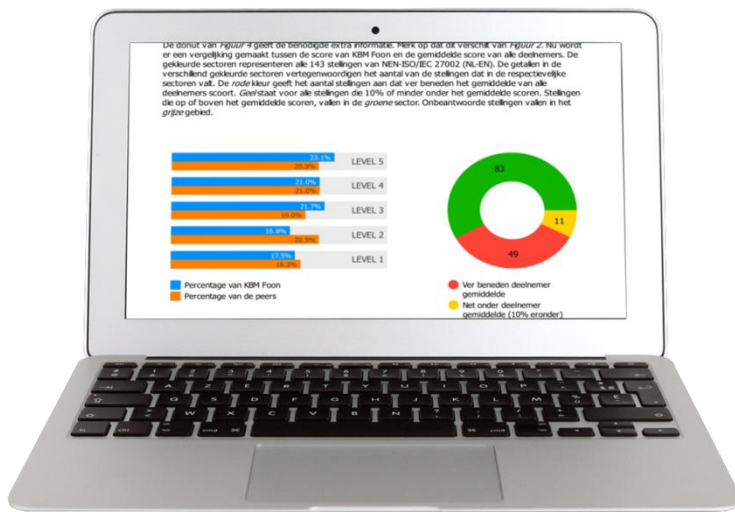 De donut van Figuur 4 geeft de benodigde extra informatie. Merk op dat dit verschilt van Figuur 2. Nu wordt
er een vergelijking gemaakt tussen de score van KBM Foon en de gemiddelde score van alle deelnemers. De
gekleurde sectoren representeren alle 143 stellingen van NEN-ISO/IEC 27002 (NL-EN). De getallen in de
verschillend gekleurde sectoren vertegenwoordigen het aantal van de stellingen dat in de respectievelijke
sectoren valt. De rode kleur geeft het aantal stellingen aan dat ver beneden het gemiddelde van alle
deelnemers scoort. Geel staat voor alle stellingen die 10% of minder onder het gemiddelde scoren. Stellingen
die op of boven het gemiddelde scoren, vallen in de groene sector. Onbeantwoorde stellingen vallen in het
grijze gebied.
23.1%
20.9%
LEVEL 5
21.0%
21.0%
LEVEL 4
21.7%
19.0%
LEVEL 3
16.8%
20.9%
LEVEL 2
17.5%
18.3%
LEVEL 1
Percentage van KBM Foon
Percentage van de peers
83
11
49
Ver beneden deelnemer
gemiddelde
Net onder deelnemer
gemiddelde (10% eronder)